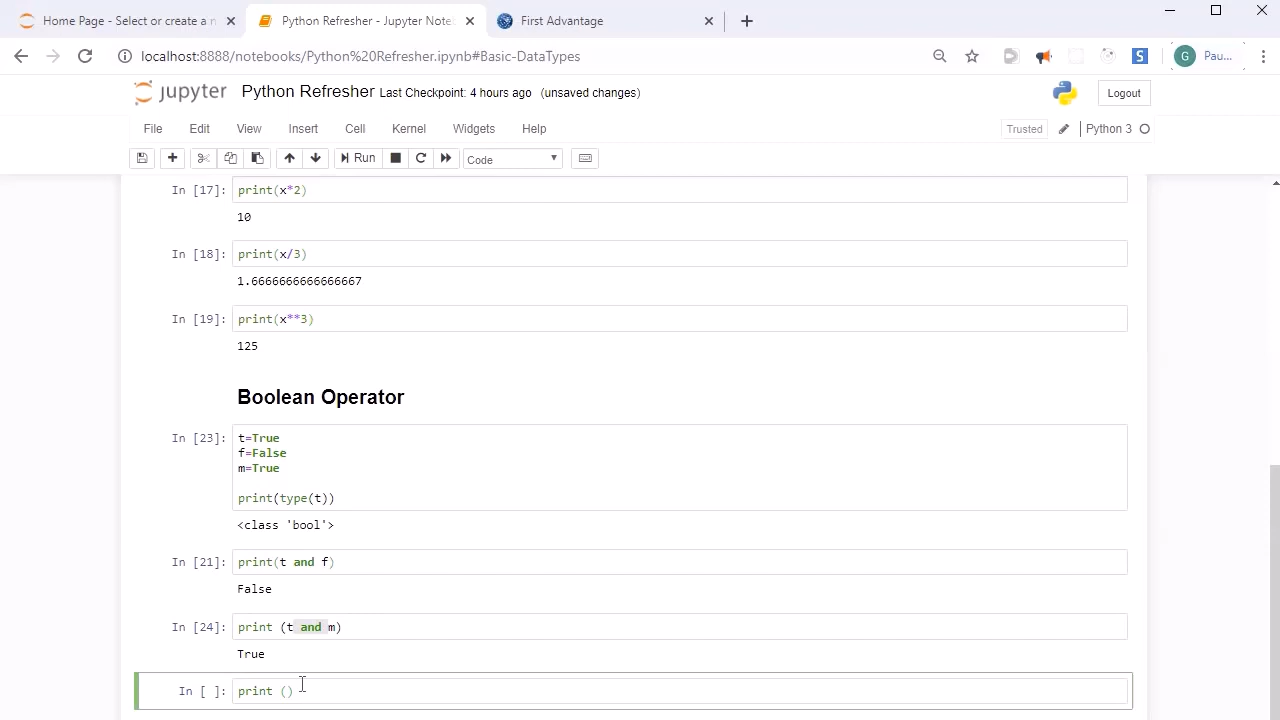 Home Page - Select or create a n
Python Refresher - Jupyter Note
First Advantage
localhost:8888/notebooks/Python%20Refresher.ipynb#Basic-DataTypes
S
G
Pau...
jupyter
Python Refresher Last Checkpoint: 4 hours ago (unsaved changes)
Logout
File Edit View Insert Cell Kernel Widgets Help
Trusted
Python 3
Run
Code
In [17]: print(x*2)
10
In [18]: print(x/3)
1.6666666666666667
In [19]: print(x**3)
125
Boolean Operator
In [23]: t=True
f=False
m=True
print(type(t))
<class 'bool'>
In [21]: print(t and f)
False
In [24]: print (t and m)
True
In [ ]: print ()